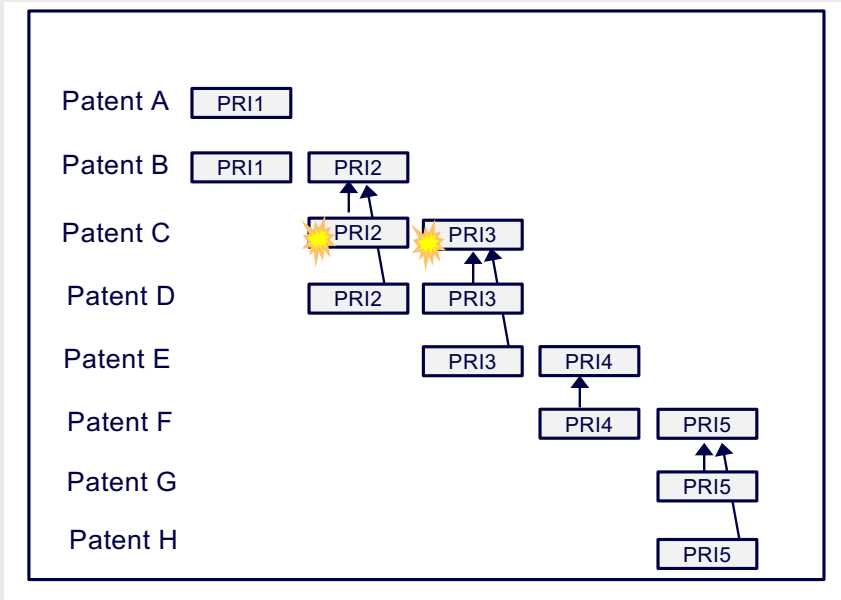 Patent A PRI1
Patent B PRI1 PRI2
Patent C PRI2 PRI3
Patent D PRI2 PRI3
Patent E PRI3 PRI4
Patent F PRI4 PRI5
Patent G PRI5
Patent H PRI5